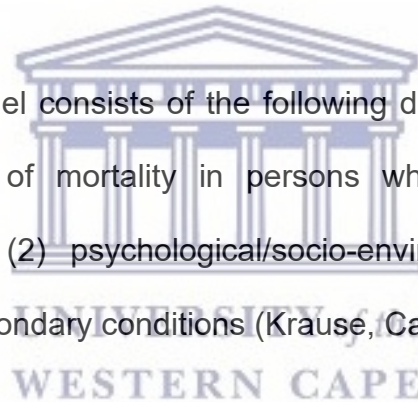 el consists of the following d
of mortality in persons wh
(2) psychological/socio-envi
ondary conditions (Krause, Ca
UNIVERSITY of the
WESTERN CAPE